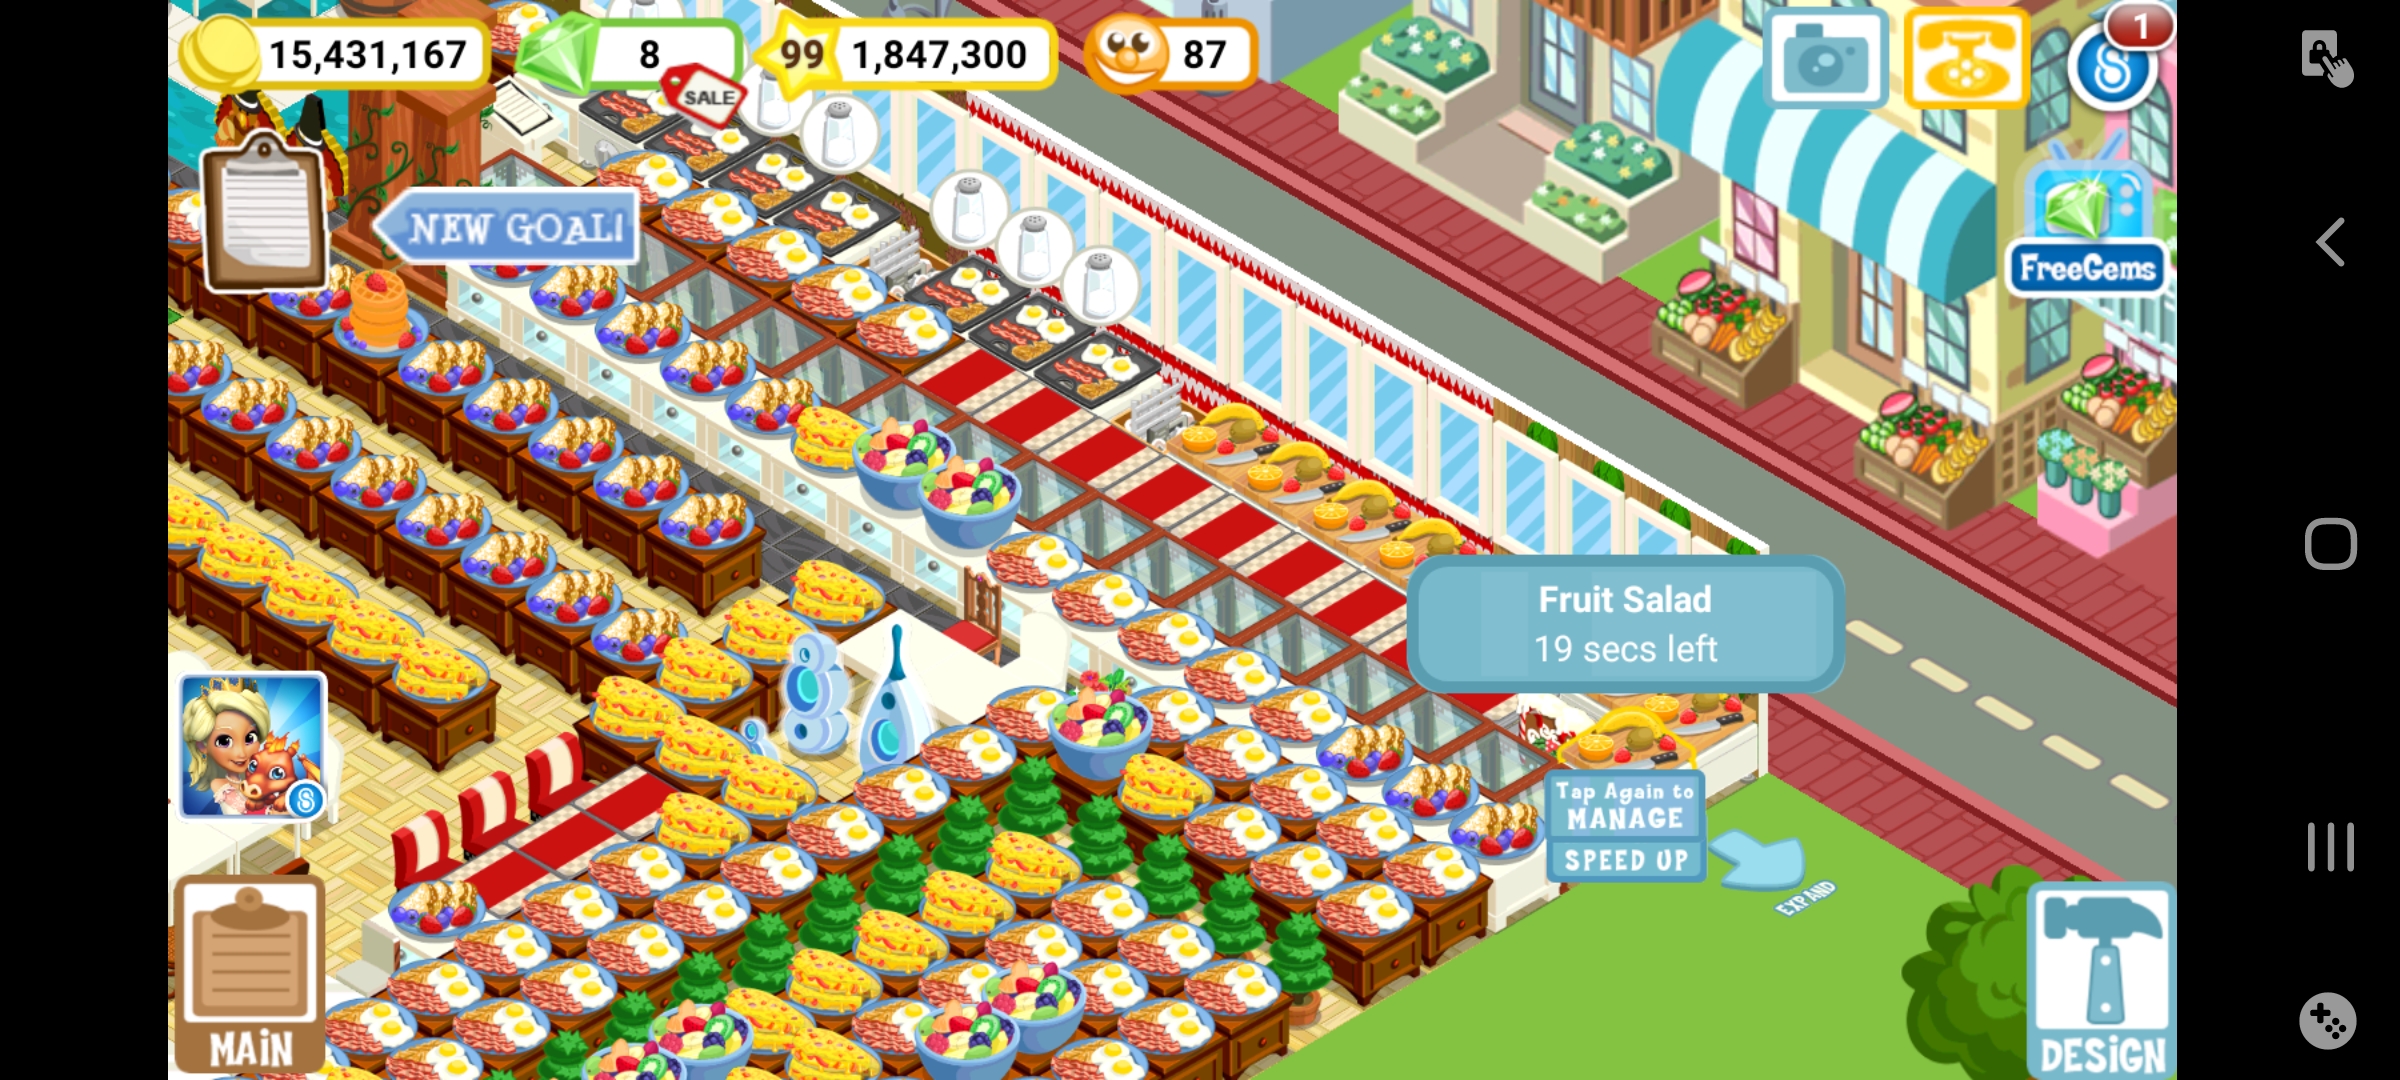 15,431,167
8
SALE
99
1,847,300
87
1
NEW GOAL!
FreeGems
Fruit Salad
19 secs left
Tap Again to
MANAGE
SPEED UP
EXPAND
MAiN
DESiGN